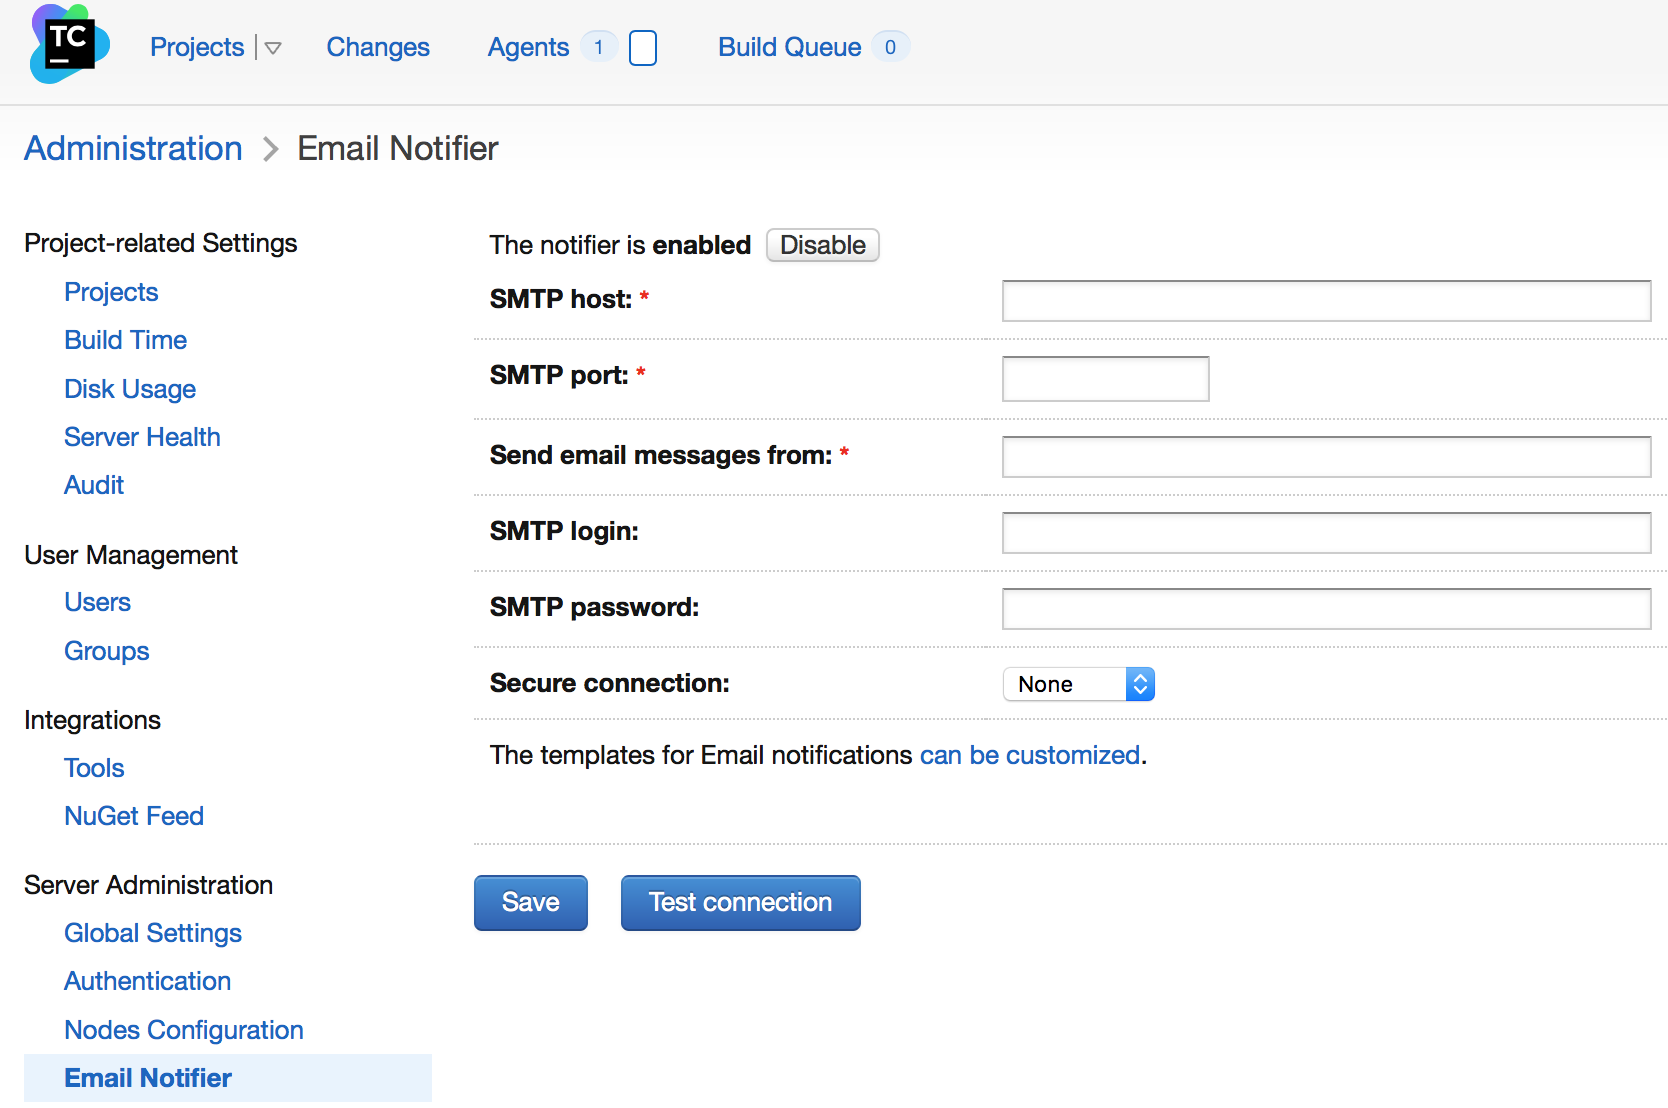 TC
Projects Changes Agents 1 Build Queue 0
Administration Email Notifier
Project-related Settings
Projects
Build Time
Disk Usage
Server Health
Audit
User Management
Users
Groups
Integrations
Tools
NuGet Feed
Server Administration
Global Settings
Authentication
Nodes Configuration
Email Notifier
The notifier is enabled Disable
SMTP host: *
SMTP port: *
Send email messages from: *
SMTP login:
SMTP password:
Secure connection: None
The templates for Email notifications can be customized.
Save Test connection